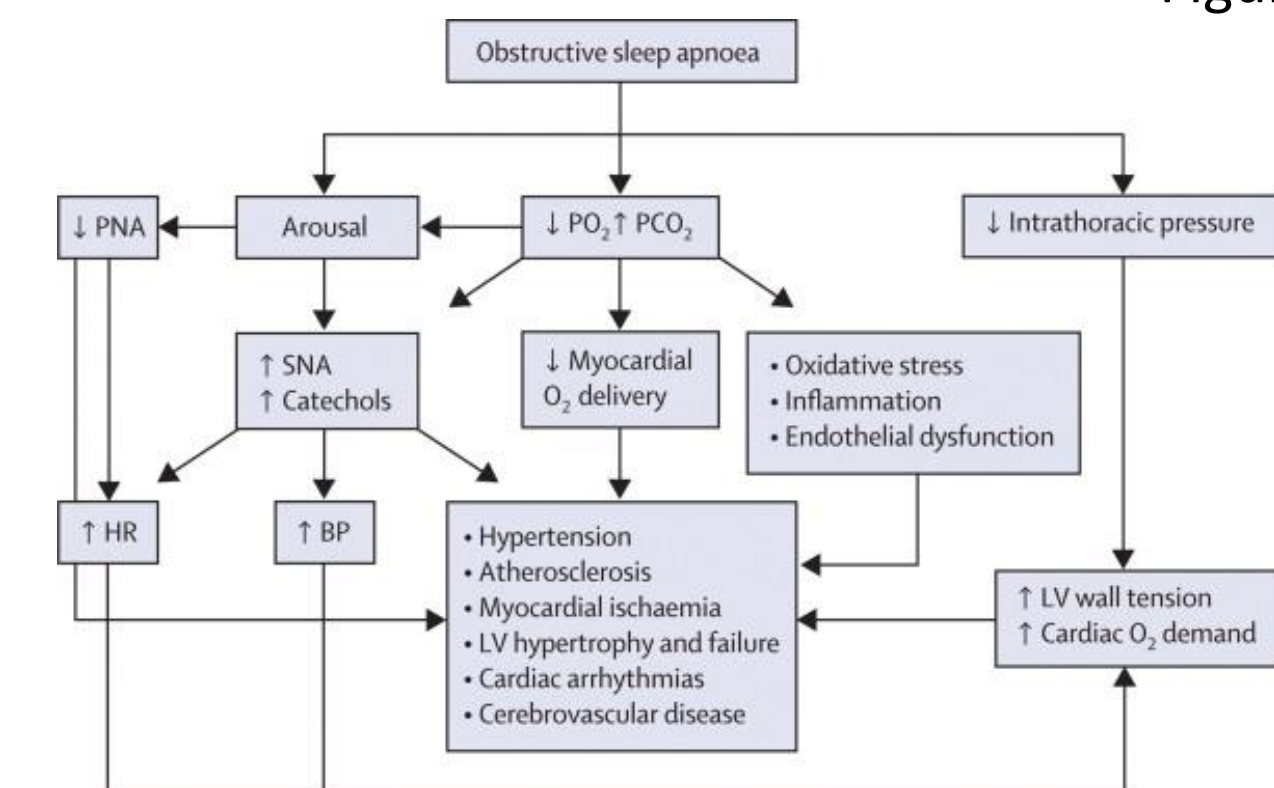 Obstructive sleep apnoea
↓ PNA
Arousal
↓ PO₂↑ PCO₂
↓ Intrathoracic pressure
↑ SNA
↑ Catechols
↓ Myocardial
O₂ delivery
• Oxidative stress
• Inflammation
• Endothelial dysfunction
↑ HR
↑ BP
• Hypertension
• Atherosclerosis
• Myocardial ischaemia
• LV hypertrophy and failure
• Cardiac arrhythmias
• Cerebrovascular disease
↑ LV wall tension
↑ Cardiac O₂ demand